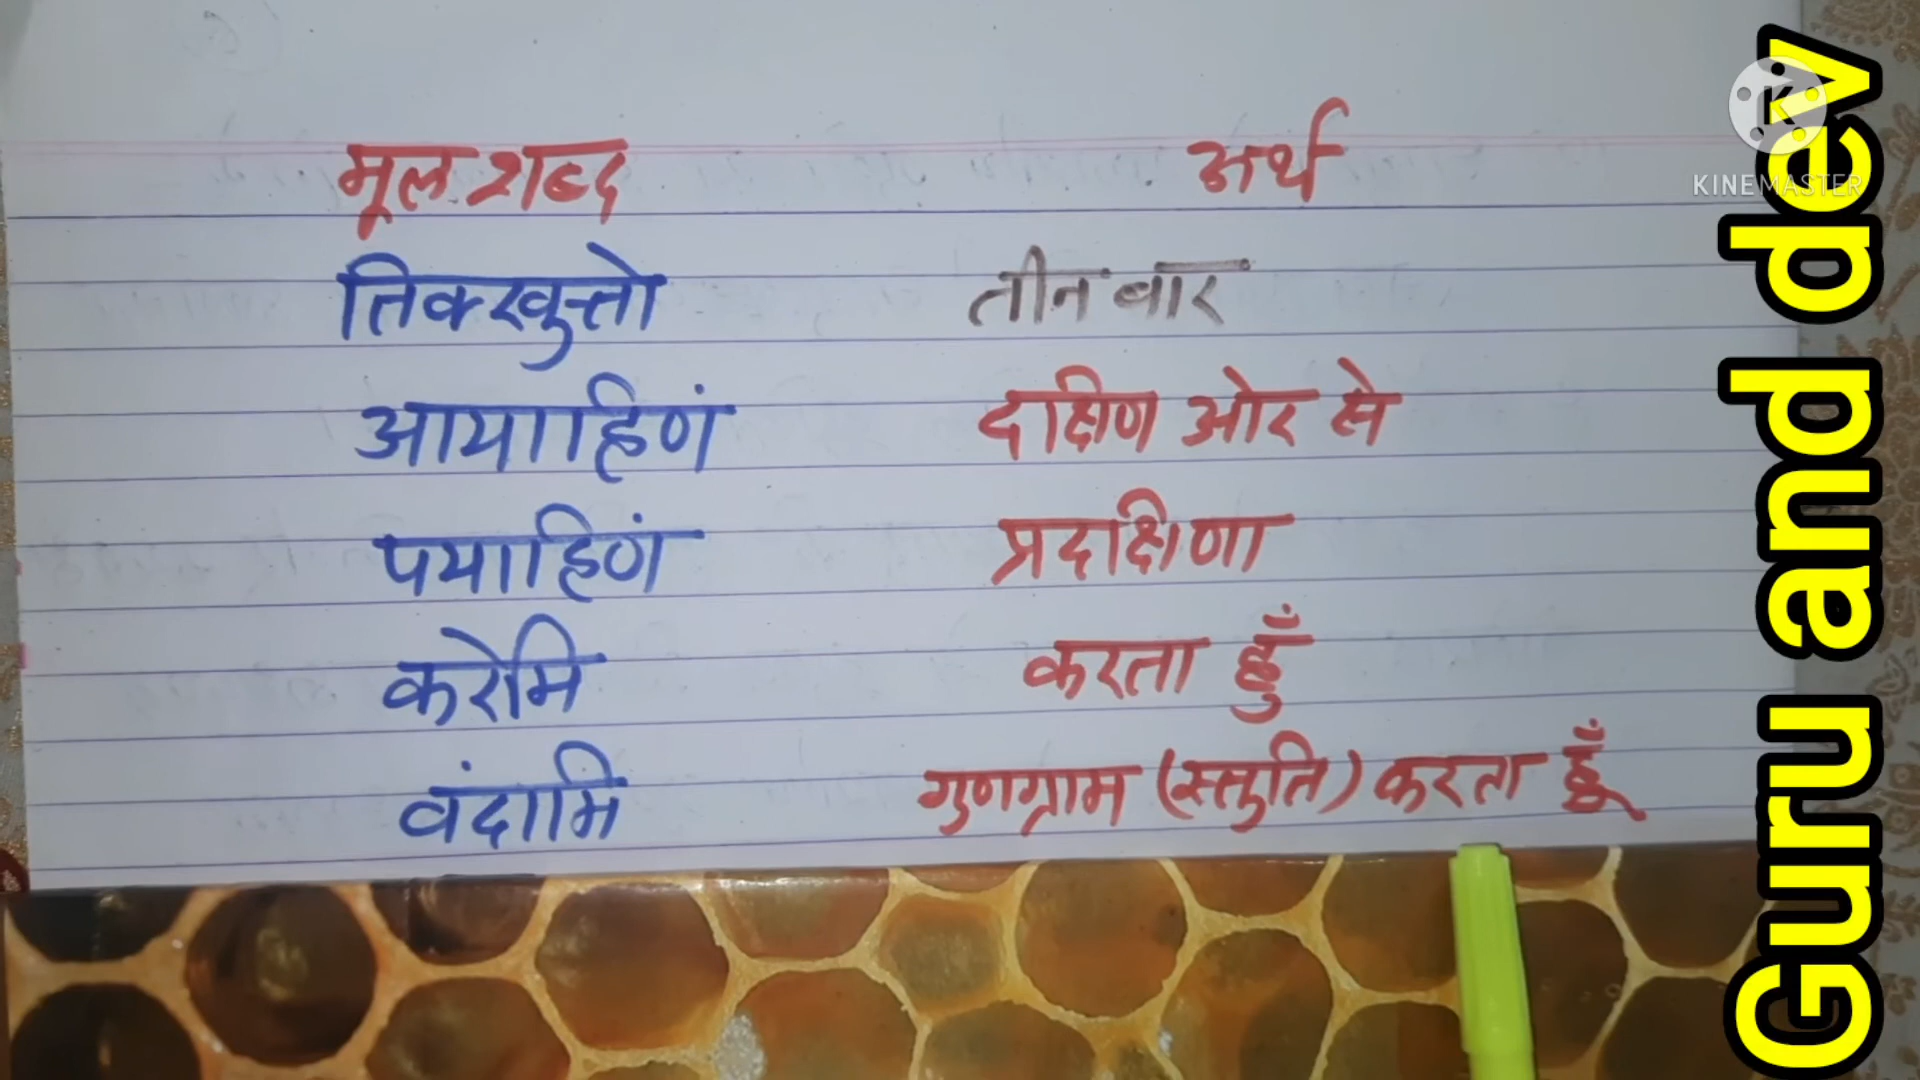 मूल शब्द अर्थ
तिक्खुत्तो तीन बार
आयाहिणं दक्षिण ओर से
पयाहिणं प्रदक्षिणा
करेमि करता हुँ
वंदामि गुणग्राम (स्तुति) करता हूँ
Guru and dev
KINEMASTER